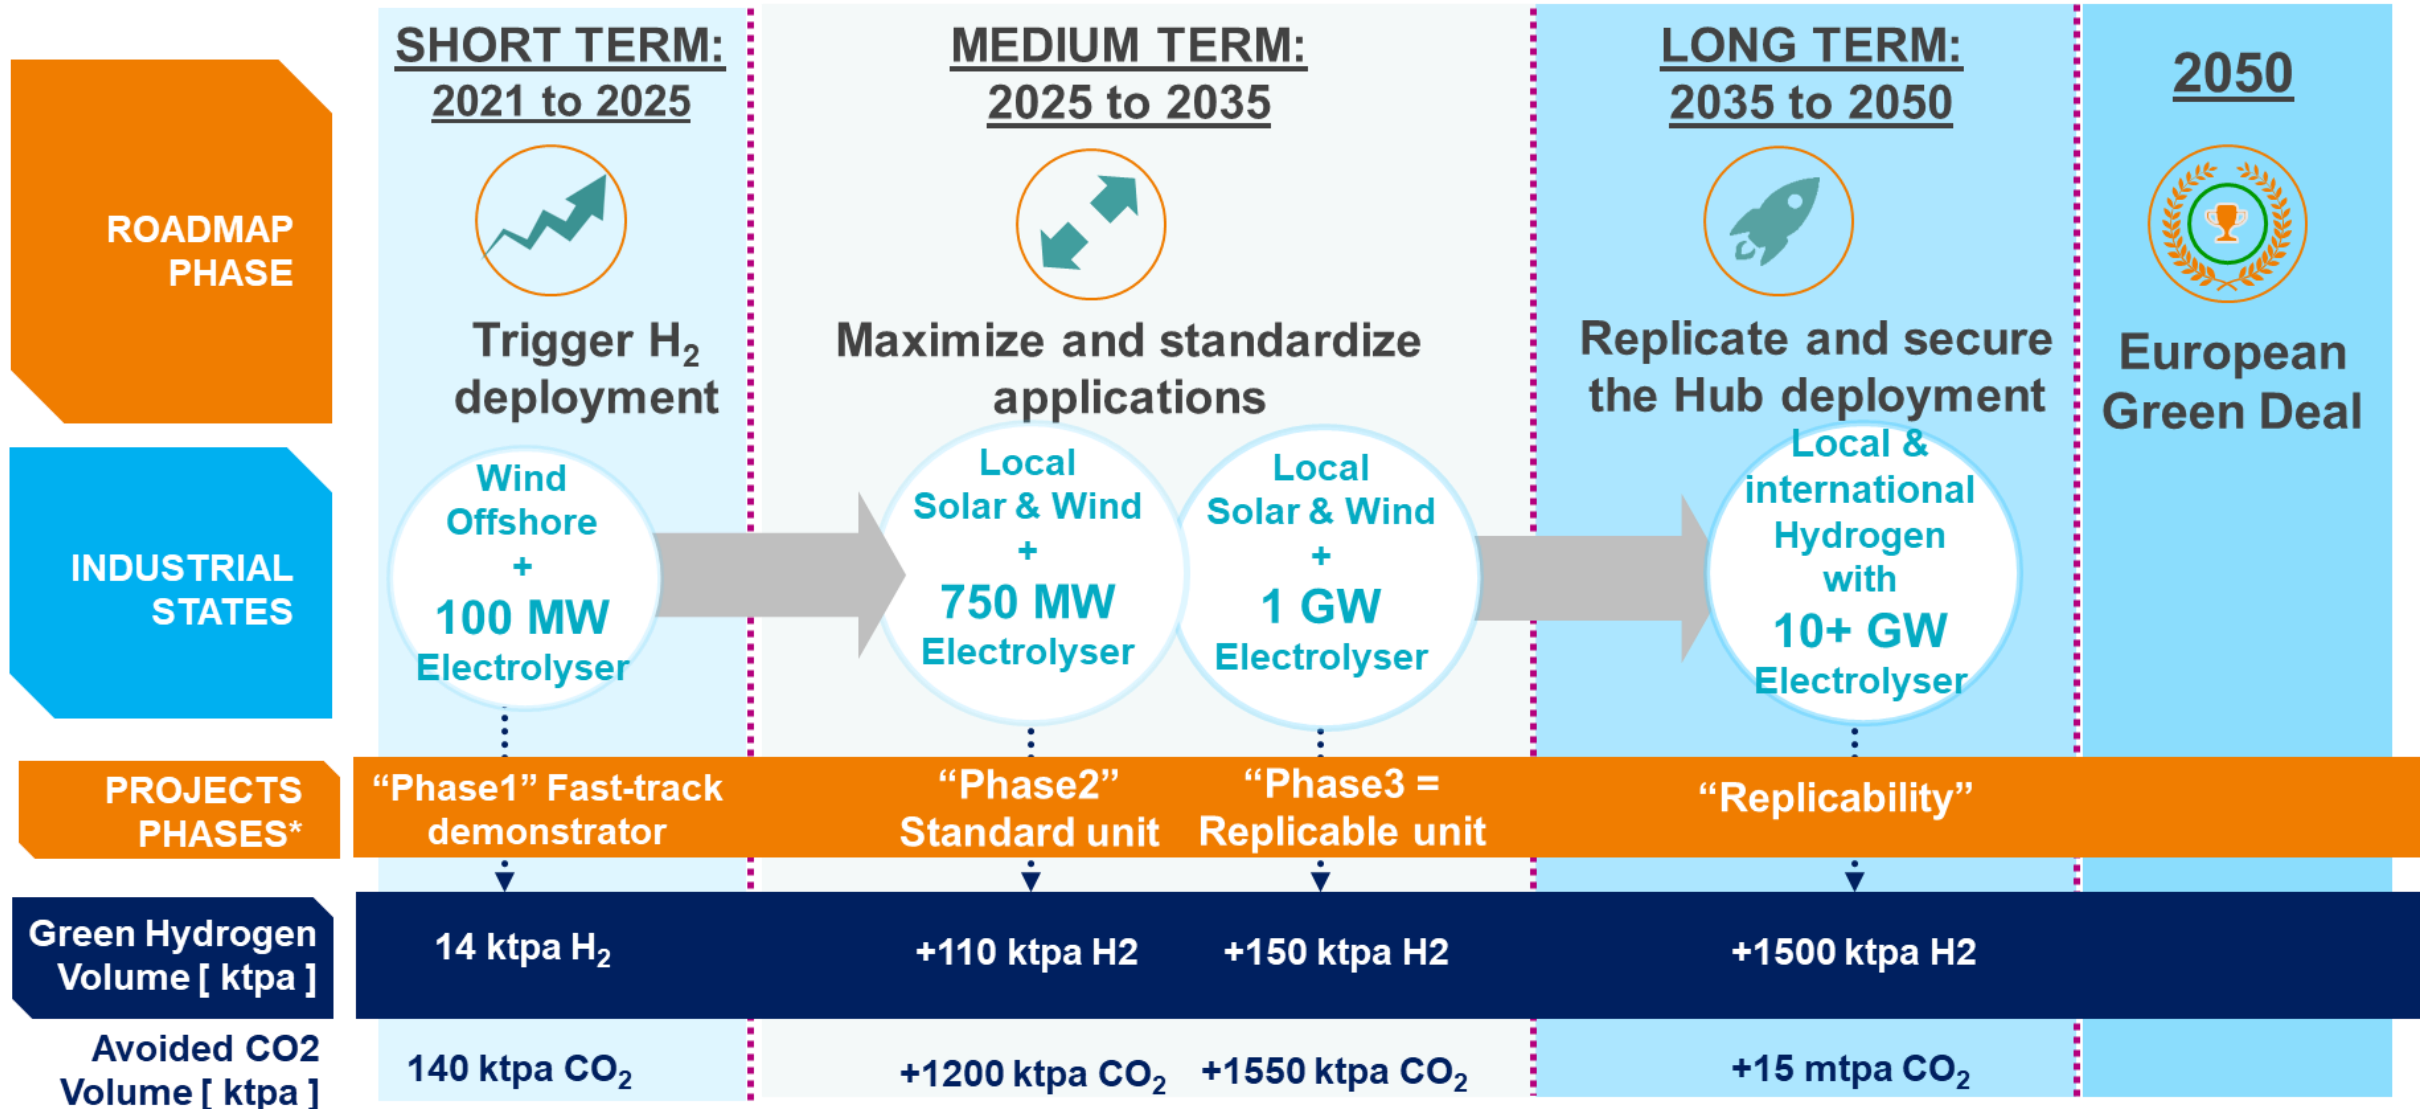 SHORT TERM:
2021 to 2025
MEDIUM TERM:
2025 to 2035
LONG TERM:
2035 to 2050
2050
ROADMAP
PHASE
Trigger H₂
deployment
Maximize and standardize
applications
Replicate and secure
the Hub deployment
European
Green Deal
INDUSTRIAL
STATES
Wind
Offshore
+
100 MW
Electrolyser
Local
Solar & Wind
+
750 MW
Electrolyser
Local
Solar & Wind
+
1 GW
Electrolyser
Local &
international
Hydrogen
with
10+ GW
Electrolyser
PROJECTS
PHASES*
“Phase1” Fast-track
demonstrator
“Phase2”
Standard unit
“Phase3 =
Replicable unit
“Replicability”
Green Hydrogen
Volume [ ktpa ]
14 ktpa H₂
+110 ktpa H2
+150 ktpa H2
+1500 ktpa H2
Avoided CO2
Volume [ ktpa ]
140 ktpa CO₂
+1200 ktpa CO₂
+1550 ktpa CO₂
+15 mtpa CO₂